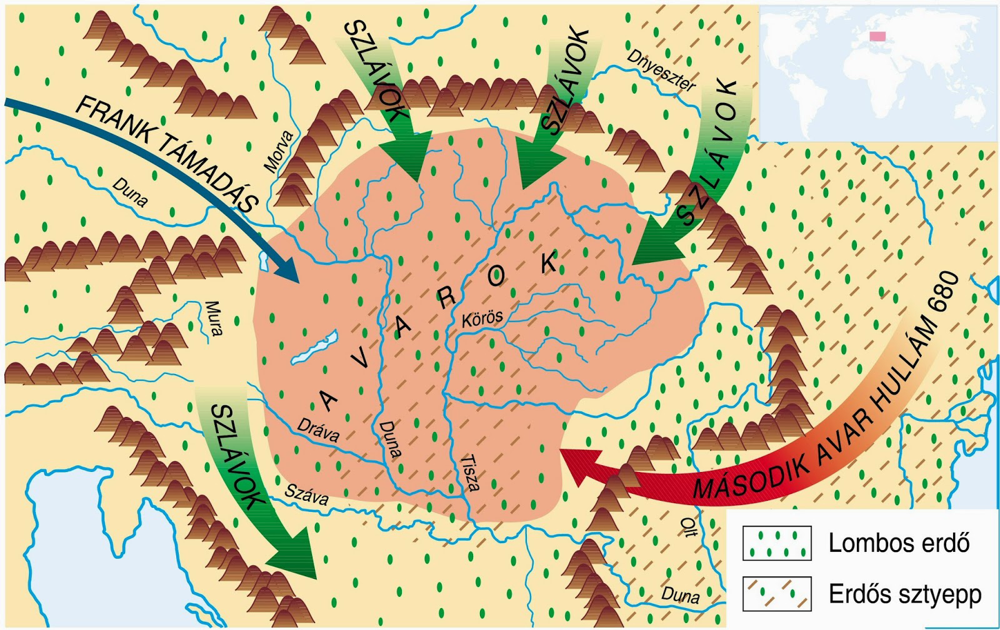 SZLÁVOK
SZLÁVOK
Dnyeszter
SZLÁVOK
FRANK TÁMADÁS
Morva
Duna
AVAROK
Körös
Mura
MÁSODIK AVAR HULLÁM 680
SZLÁVOK
Dráva
Duna
Tisza
Száva
Olt
Duna
Lombos erdő
Erdős sztyepp